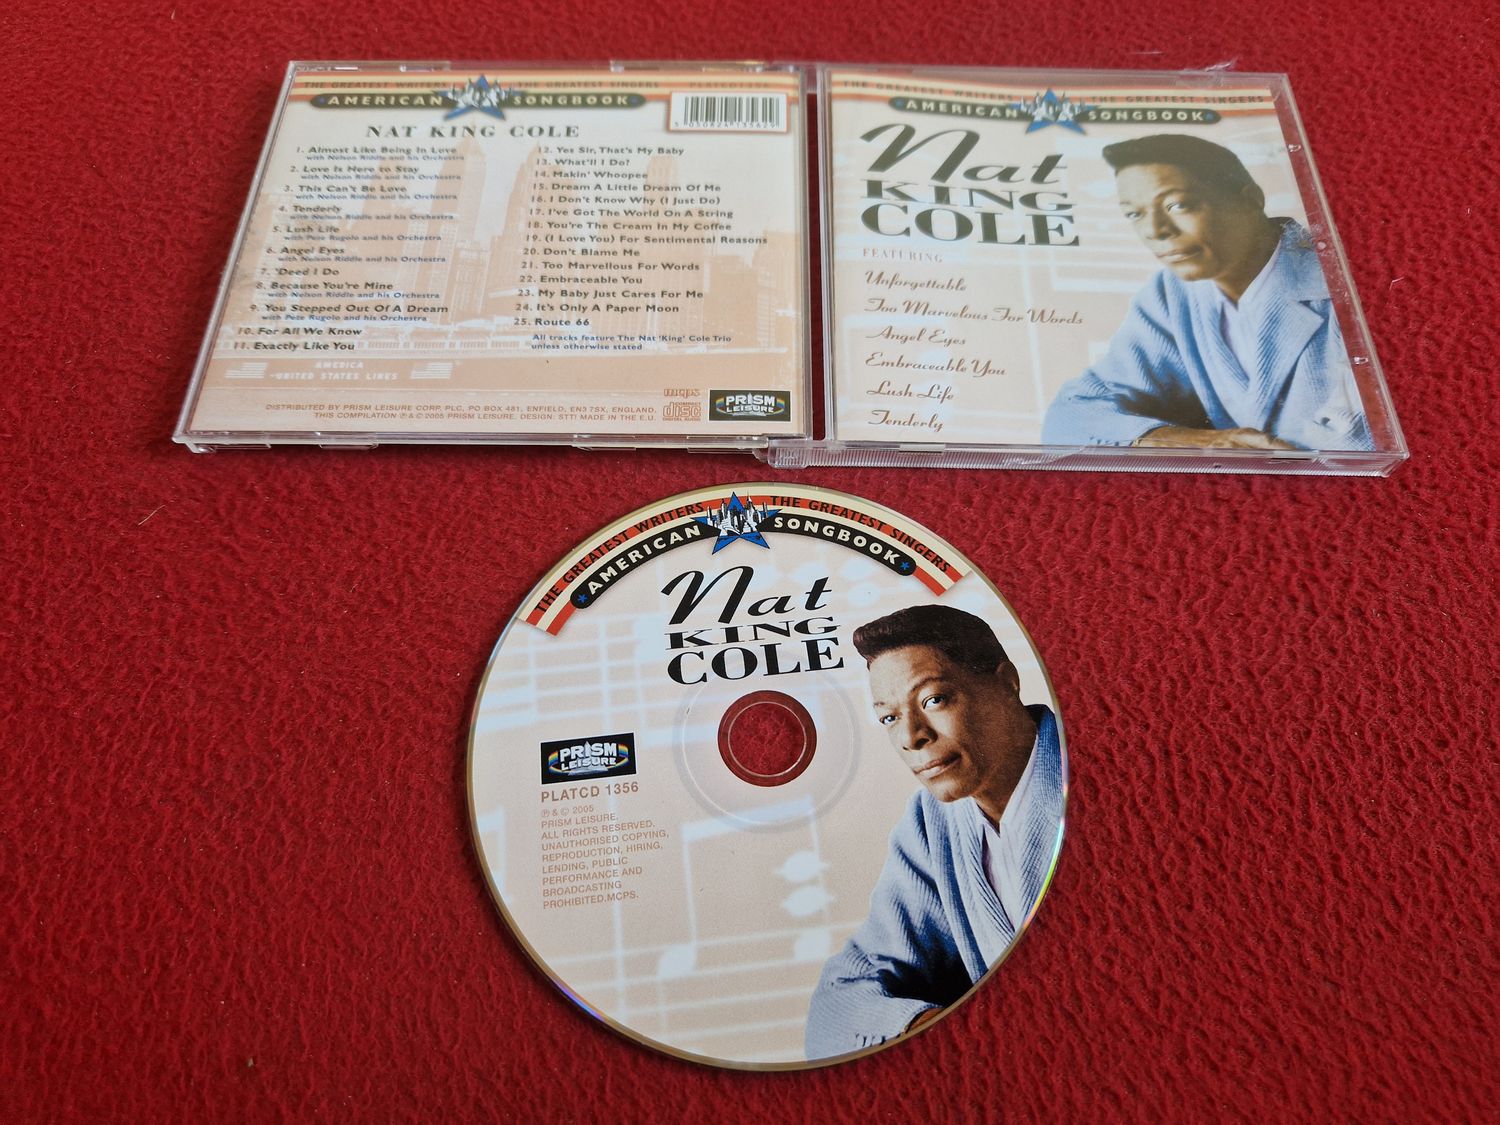 THE GREATEST WRITERS THE GREATEST SINGERS
PLATCD1356
AMERICAN SONGBOOK
NAT KING COLE
5 050824 135629
1. Almost Like Being In Love
with Nelson Riddle and his Orchestra
2. Love Is Here to Stay
with Nelson Riddle and his Orchestra
3. This Can't Be Love
with Nelson Riddle and his Orchestra
4. Tenderly
with Nelson Riddle and his Orchestra
5. Lush Life
with Pete Rugolo and his Orchestra
6. Angel Eyes
with Nelson Riddle and his Orchestra
7. 'Deed I Do
8. Because You're Mine
with Nelson Riddle and his Orchestra
9. You Stepped Out Of A Dream
with Pete Rugolo and his Orchestra
10. For All We Know
11. Exactly Like You
12. Yes Sir, That's My Baby
13. What'll I Do?
14. Makin' Whoopee
15. Dream A Little Dream Of Me
16. I Don't Know Why (I Just Do)
17. I've Got The World On A String
18. You're The Cream In My Coffee
19. (I Love You) For Sentimental Reasons
20. Don't Blame Me
21. Too Marvellous For Words
22. Embraceable You
23. My Baby Just Cares For Me
24. It's Only A Paper Moon
25. Route 66
All tracks feature The Nat 'King' Cole Trio
unless otherwise stated
AMERICA
UNITED STATES LINES
DISTRIBUTED BY PRISM LEISURE CORP PLC, PO BOX 481, ENFIELD, EN3 7SX, ENGLAND.
THIS COMPILATION ℗ & © 2005 PRISM LEISURE. DESIGN. STT! MADE IN THE E.U.
mcps
COMPACT
disc
DIGITAL AUDIO
PRISM
LEISURE
THE GREATEST WRITERS THE GREATEST SINGERS
AMERICAN SONGBOOK
Nat
KING
COLE
FEATURING
Unforgettable
Too Marvelous For Words
Angel Eyes
Embraceable You
Lush Life
Tenderly
THE GREATEST WRITERS THE GREATEST SINGERS
AMERICAN SONGBOOK
Nat
KING
COLE
PRISM
LEISURE
PLATCD 1356
℗ & © 2005
PRISM LEISURE.
ALL RIGHTS RESERVED.
UNAUTHORISED COPYING,
REPRODUCTION, HIRING,
LENDING, PUBLIC
PERFORMANCE AND
BROADCASTING
PROHIBITED.MCPS.